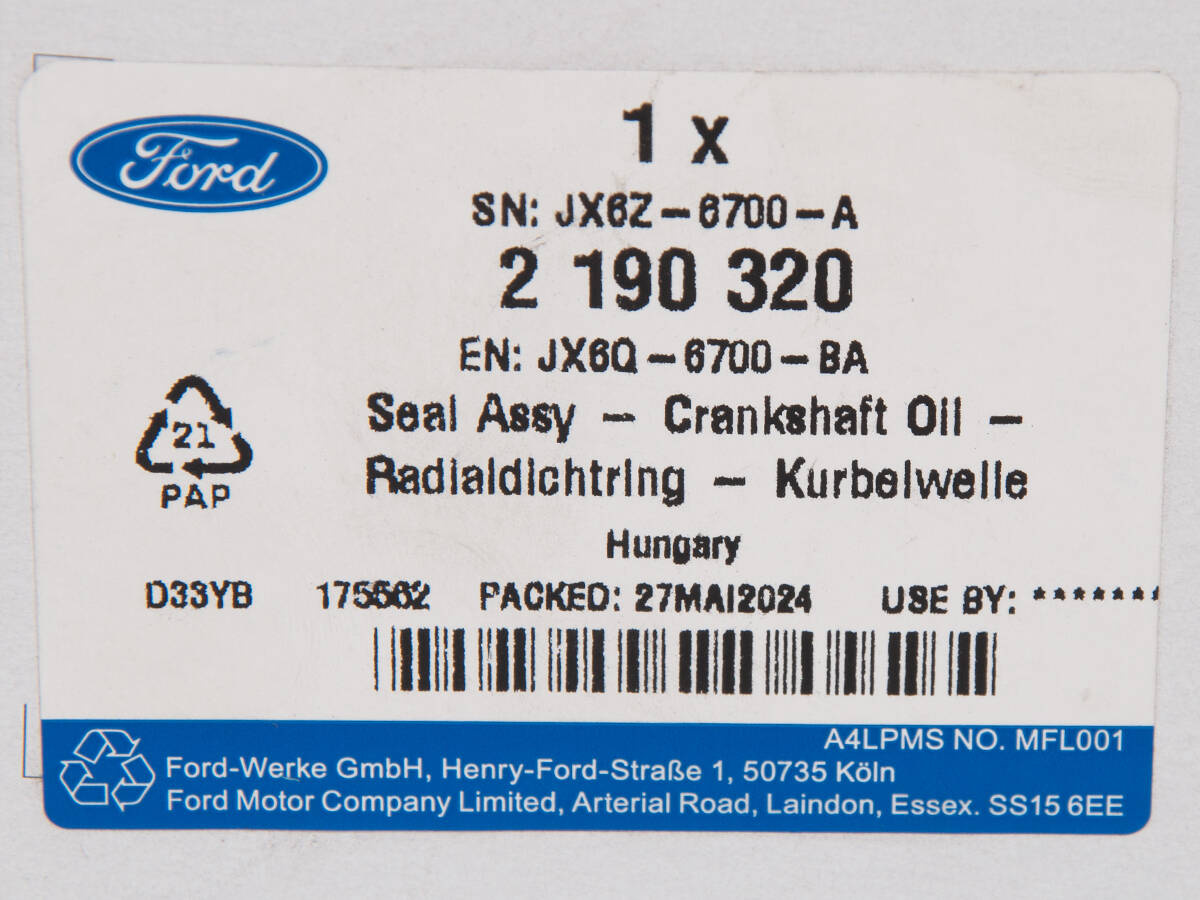 Ford
1 x
SN: JX6Z-6700-A
2 190 320
EN: JX6Q-6700-BA
Seal Assy - Crankshaft Oil -
Radialdichtring - Kurbelwelle
21
PAP
Hungary
D33YB 175562 PACKED: 27MAI2024 USE BY: *******
A4LPMS NO. MFL001
Ford-Werke GmbH, Henry-Ford-Straße 1, 50735 Köln
Ford Motor Company Limited, Arterial Road, Laindon, Essex. SS15 6EE